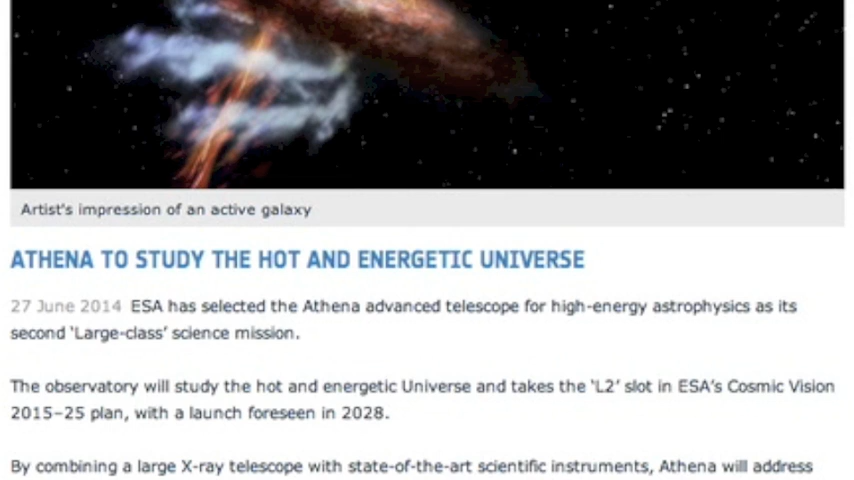 Artist's impression of an active galaxy
ATHENA TO STUDY THE HOT AND ENERGETIC UNIVERSE
27 June 2014 ESA has selected the Athena advanced telescope for high-energy astrophysics as its
second ‘Large-class’ science mission.
The observatory will study the hot and energetic Universe and takes the ‘L2’ slot in ESA’s Cosmic Vision
2015–25 plan, with a launch foreseen in 2028.
By combining a large X-ray telescope with state-of-the-art scientific instruments, Athena will address